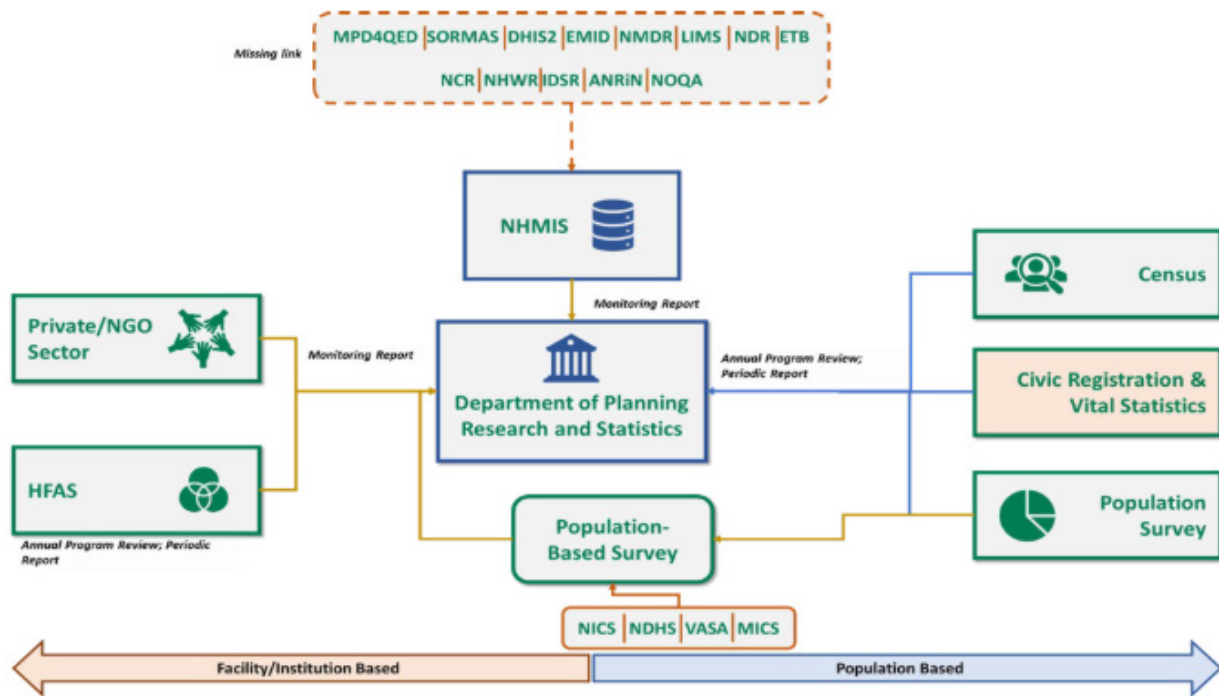 MPD4QED | SORMAS | DHIS2 | EMID | NMDR | LIMS | NDR | ETB
Missing link
NCR | NHWR | IDSR | ANRiN | NOQA
NHMIS
Monitoring Report
Census
Private/NGO
Sector
Monitoring Report
Department of Planning
Research and Statistics
Annual Program Review;
Periodic Report
Civic Registration &
Vital Statistics
HFAS
Annual Program Review; Periodic
Report
Population-
Based Survey
Population
Survey
NICS | NDHS | VASA | MICS
Facility/Institution Based
Population Based